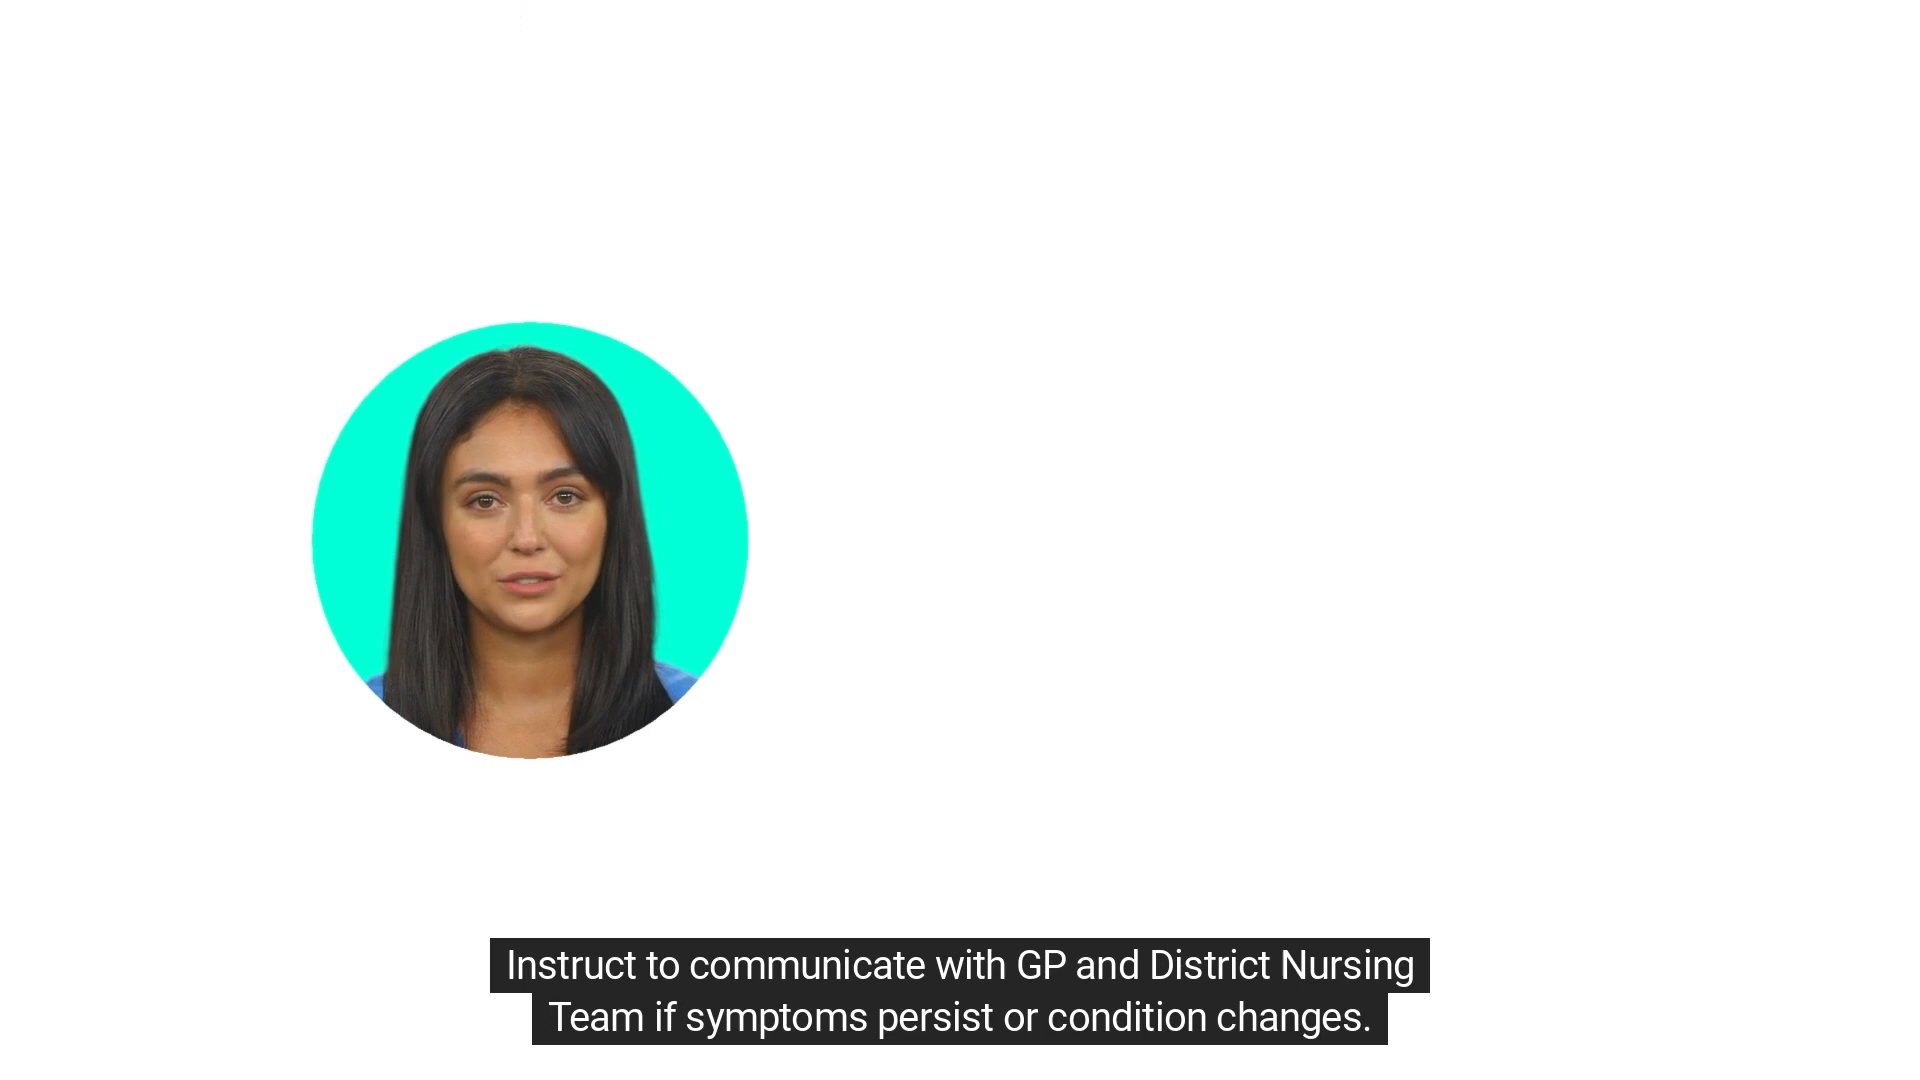 Instruct to communicate with GP and District Nursing
Team if symptoms persist or condition changes.